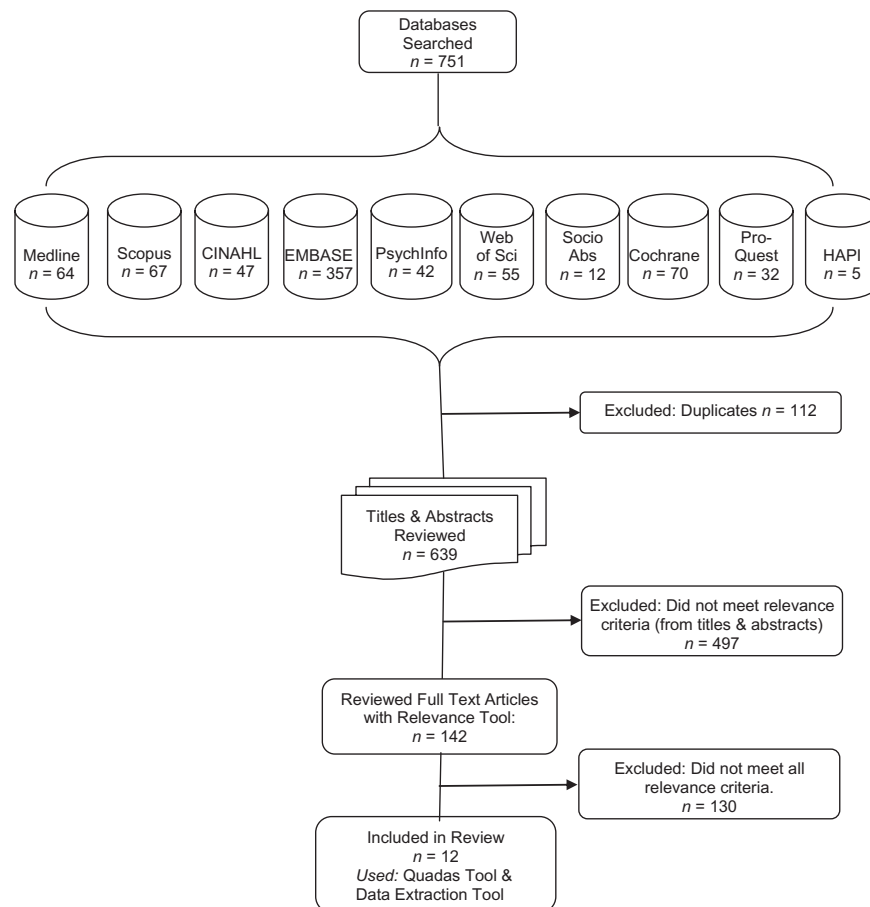 Databases
Searched
n = 751
Medline
n = 64
Scopus
n = 67
CINAHL
n = 47
EMBASE
n = 357
PsychInfo
n = 42
Web
of Sci
n = 55
Socio
Abs
n = 12
Cochrane
n = 70
Pro-
Quest
n = 32
HAPI
n = 5
Excluded: Duplicates n = 112
Titles & Abstracts
Reviewed
n = 639
Excluded: Did not meet relevance
criteria (from titles & abstracts)
n = 497
Reviewed Full Text Articles
with Relevance Tool:
n = 142
Excluded: Did not meet all
relevance criteria.
n = 130
Included in Review
n = 12
Used: Quadas Tool &
Data Extraction Tool